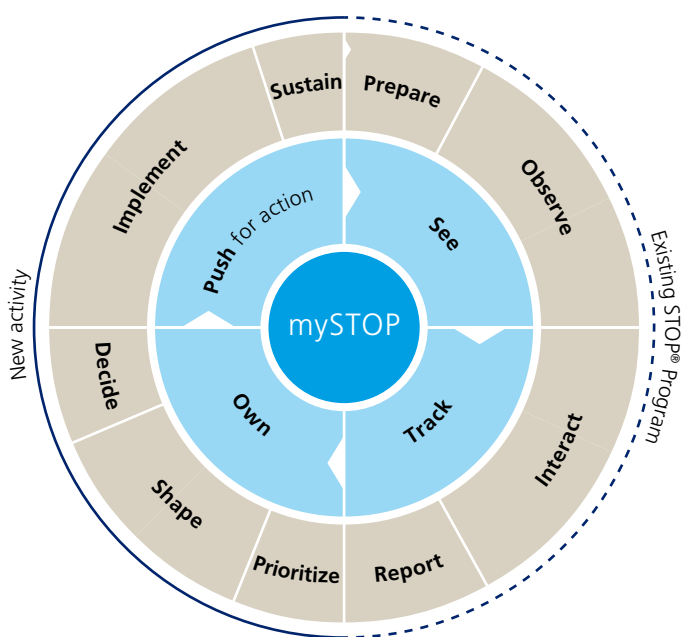 mySTOP
See
Track
Own
Push for action
Prepare
Observe
Interact
Report
Prioritize
Shape
Decide
Implement
Sustain
Existing STOP® Program
New activity